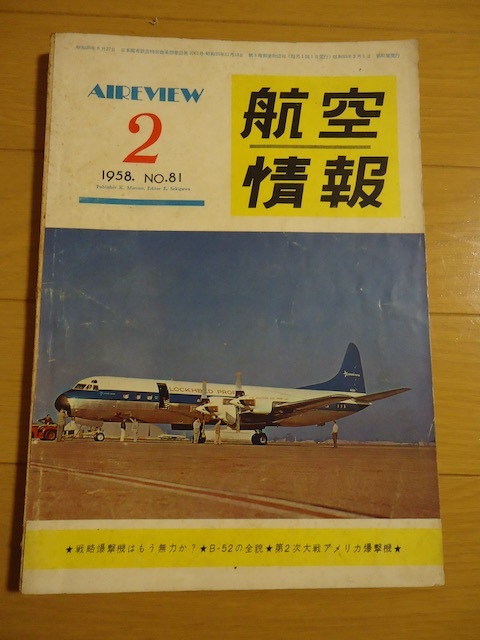 AIREVIEW
2
1958. NO.81
航空
情報
LOCKHEED PROP
★戦略爆撃機はもう無力か？★B-52の全貌★第2次大戦アメリカ爆撃機★